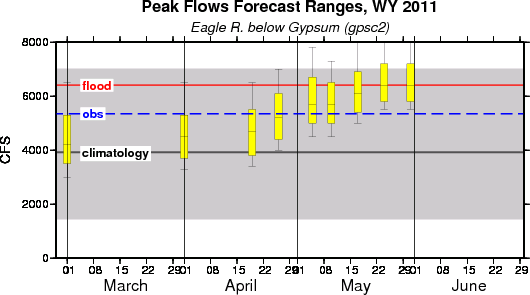 Peak Flows Forecast Ranges, WY 2011
Eagle R. below Gypsum (gpsc2)
8000
flood
6000
obs
CFS
climatology
4000
2000
0
01 08 15 22 29 01 08 15 22 29 01 08 15 22 29 01 08 15 22 29
March April May June